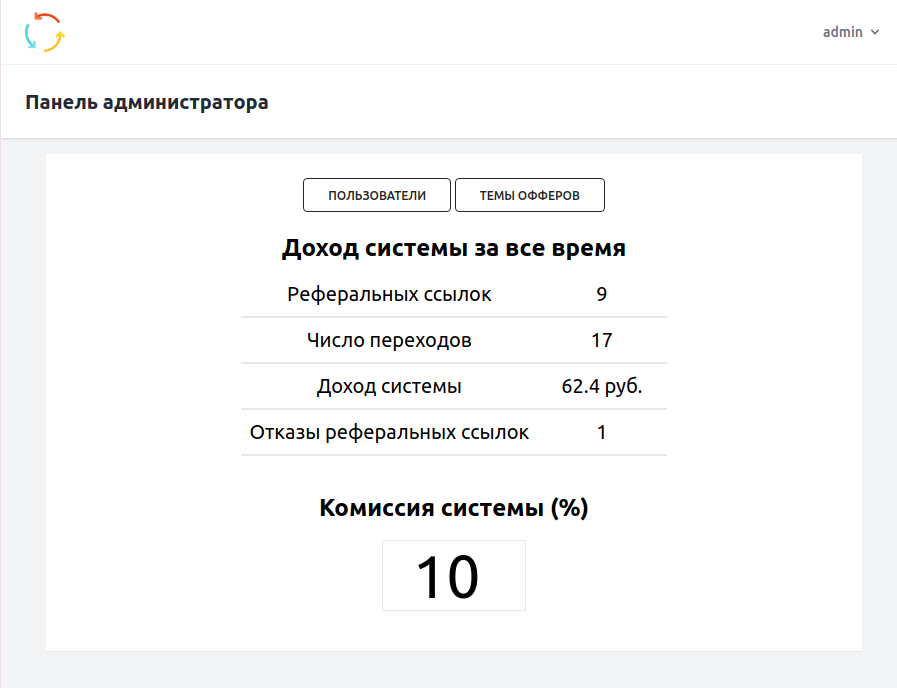 admin
Панель администратора
ПОЛЬЗОВАТЕЛИ ТЕМЫ ОФФЕРОВ
Доход системы за все время
Реферальных ссылок 9
Число переходов 17
Доход системы 62.4 руб.
Отказы реферальных ссылок 1
Комиссия системы (%)
10